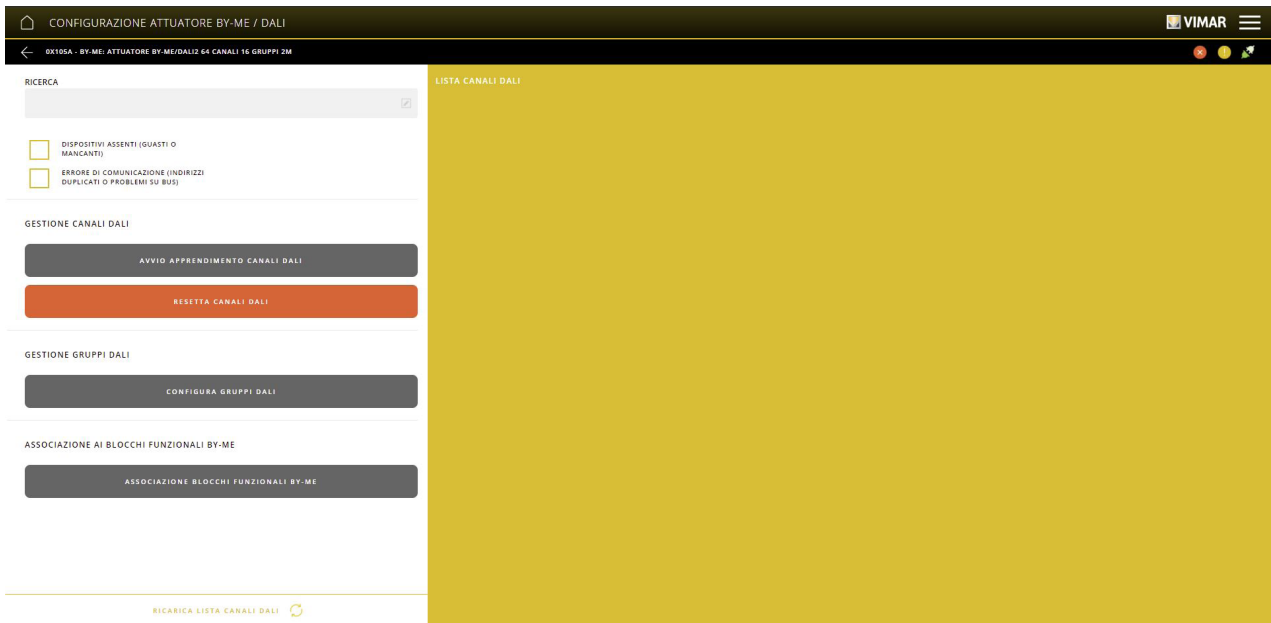 CONFIGURAZIONE ATTUATORE BY-ME / DALI
VIMAR
0X105A - BY-ME: ATTUATORE BY-ME/DALI2 64 CANALI 16 GRUPPI 2M
RICERCA
DISPOSITIVI ASSENTI (GUASTI O
MANCANTI)
ERRORE DI COMUNICAZIONE (INDIRIZZI
DUPLICATI O PROBLEMI SU BUS)
GESTIONE CANALI DALI
AVVIO APPRENDIMENTO CANALI DALI
RESETTA CANALI DALI
GESTIONE GRUPPI DALI
CONFIGURA GRUPPI DALI
ASSOCIAZIONE AI BLOCCHI FUNZIONALI BY-ME
ASSOCIAZIONE BLOCCHI FUNZIONALI BY-ME
RICARICA LISTA CANALI DALI
LISTA CANALI DALI